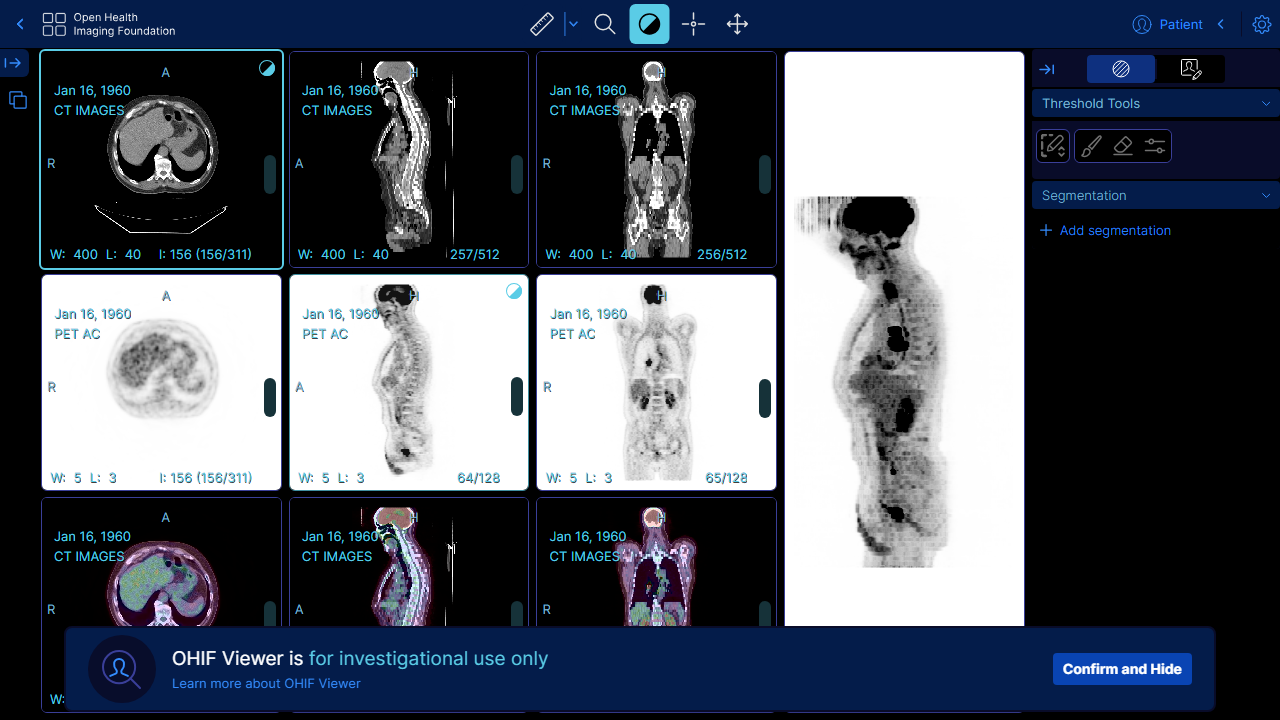 Open Health
Imaging Foundation
Patient
A
Jan 16, 1960
CT IMAGES
R
W: 400 L: 40
I: 156 (156/311)
H
Jan 16, 1960
CT IMAGES
A
W: 400 L: 40
257/512
H
Jan 16, 1960
CT IMAGES
R
W: 400 L: 40
256/512
A
Jan 16, 1960
PET AC
R
W: 5 L: 3
I: 156 (156/311)
H
Jan 16, 1960
PET AC
A
W: 5 L: 3
64/128
H
Jan 16, 1960
PET AC
R
W: 5 L: 3
65/128
A
Jan 16, 1960
CT IMAGES
R
W:
H
Jan 16, 1960
CT IMAGES
A
H
Jan 16, 1960
CT IMAGES
R
Threshold Tools
Segmentation
Add segmentation
OHIF Viewer is for investigational use only
Learn more about OHIF Viewer
Confirm and Hide